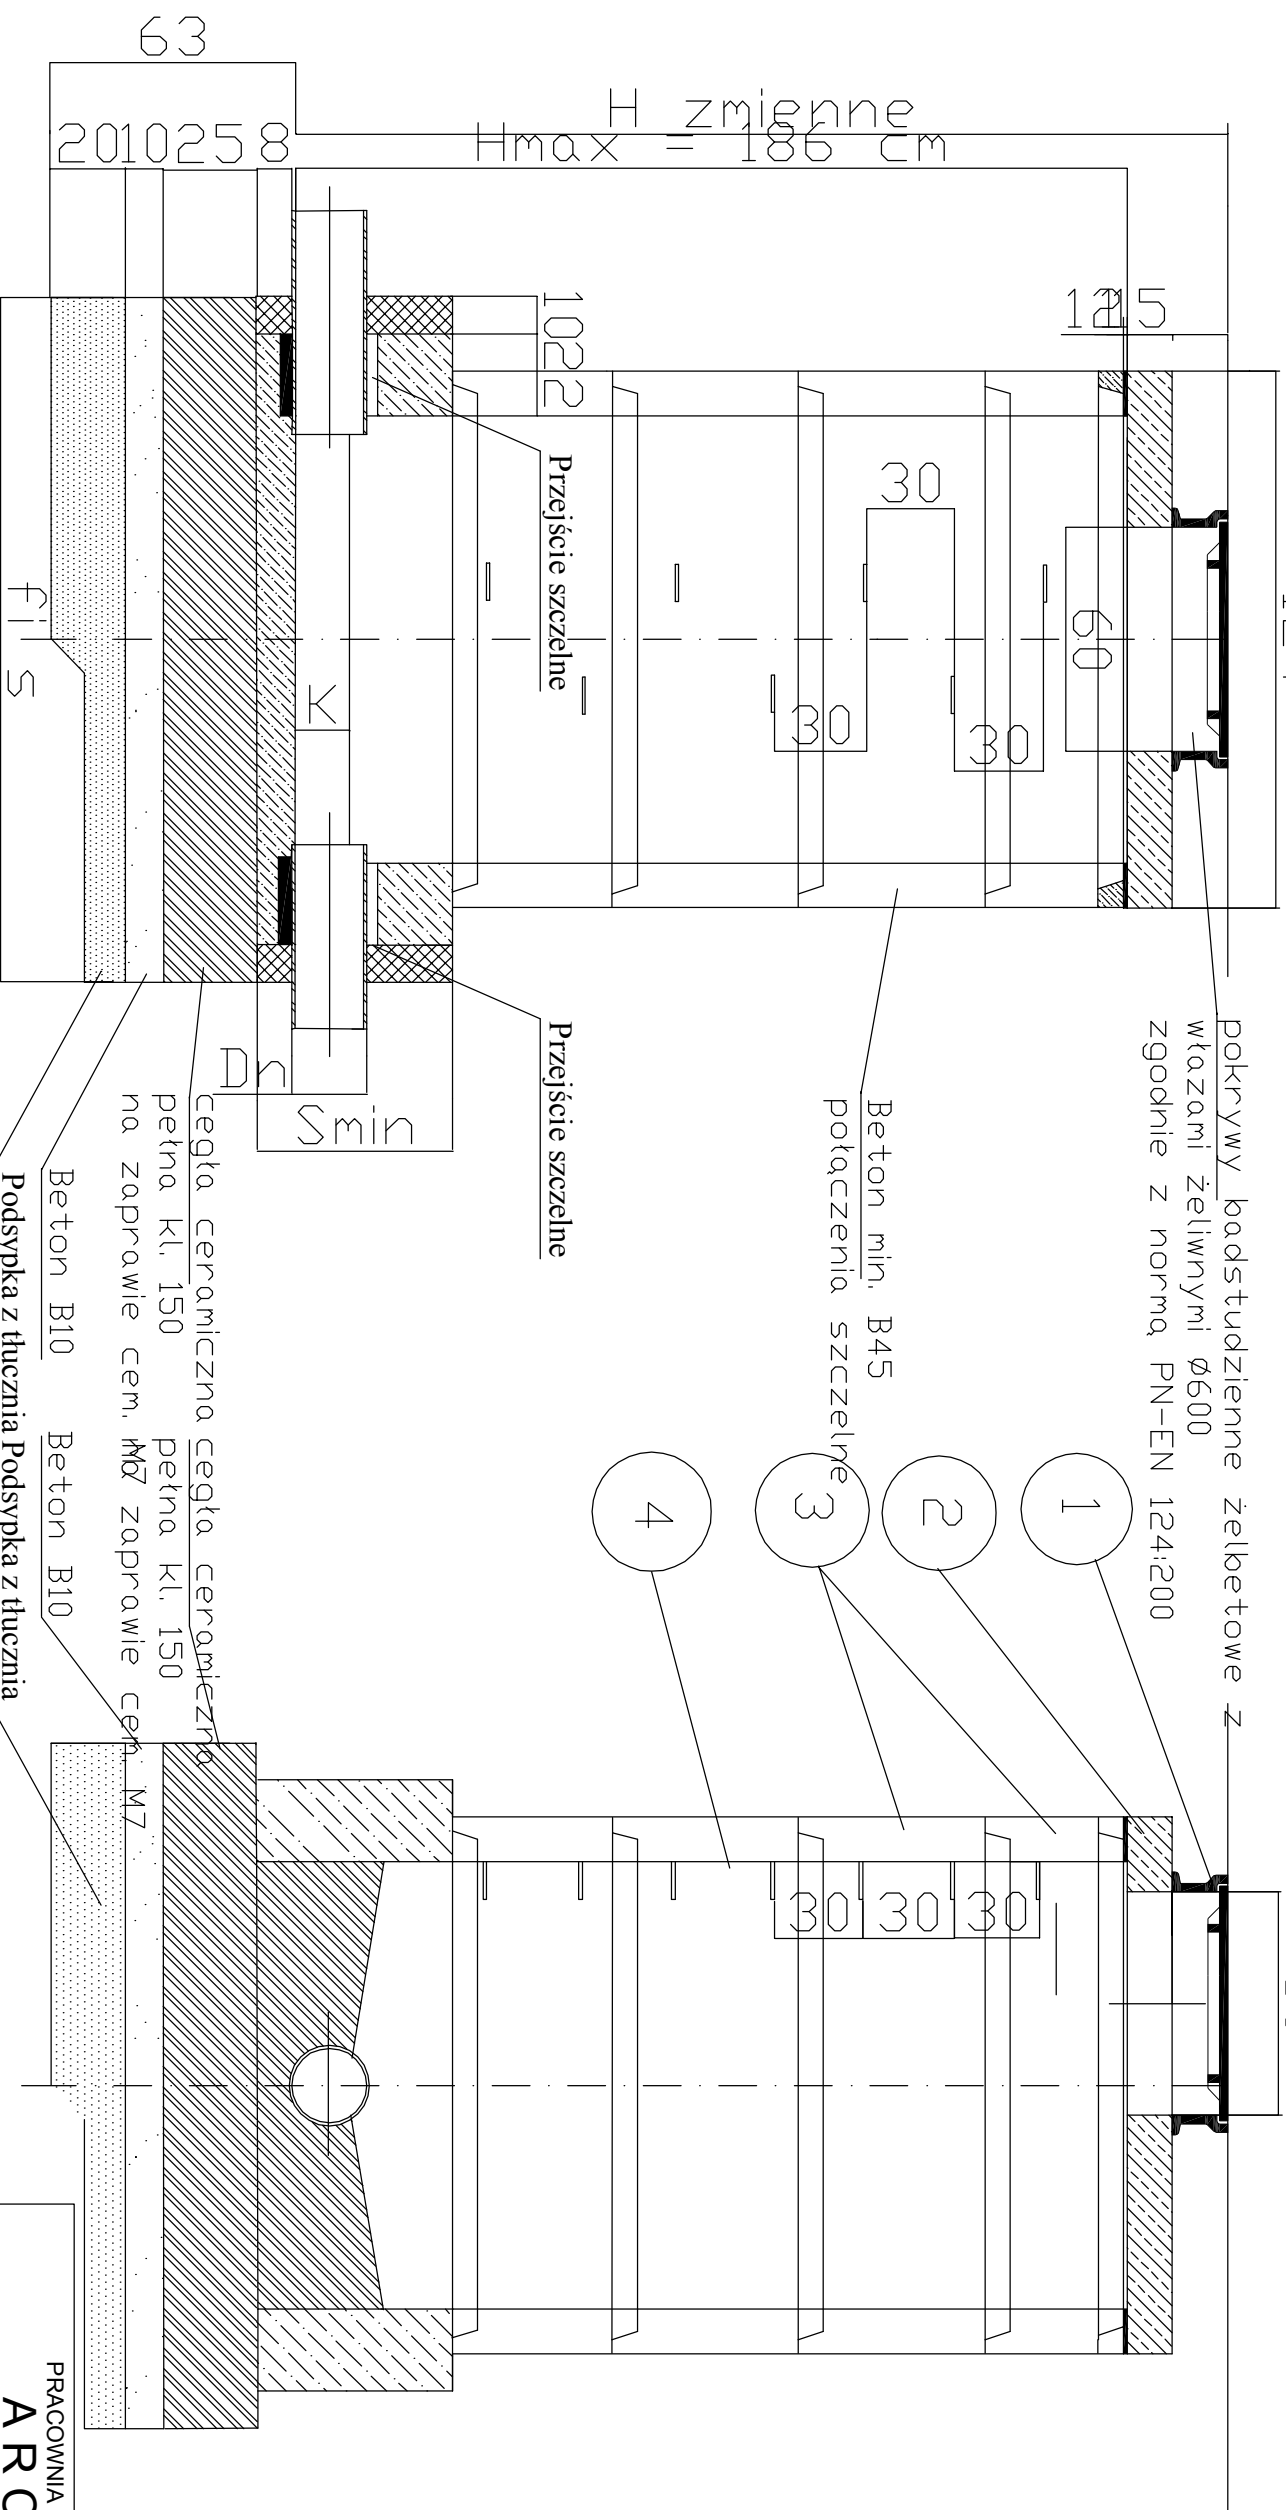 63
20 10 25 8
H zmienne
Hmax = 186 cm
10 22
15
Przejście szczelne
30
30
30
60
fi s
K
Dn
Smin
Przejście szczelne
pokrywy badstudzienne żelbetowe z
włazami żeliwnymi Ø600
zgodnie z normą PN-EN 124:200
Beton min. B45
połączenia szczelne
cegła ceramiczna
pełna kl. 150
na zaprawie cem. M7
Beton B10
Podsypka z tłucznia
1
2
3
4
cegła ceramiczna
pełna kl. 150
na zaprawie cem. M7
Beton B10
Podsypka z tłucznia
30
30
30
PRACOWNIA